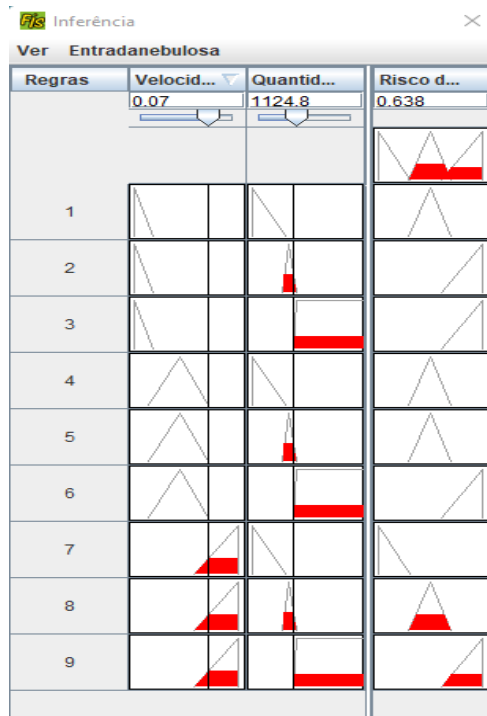 Fjs Inferência
Ver Entradanebulosa
Regras Velocid... Quantid... Risco d...
0.07 1124.8 0.638
1
2
3
4
5
6
7
8
9